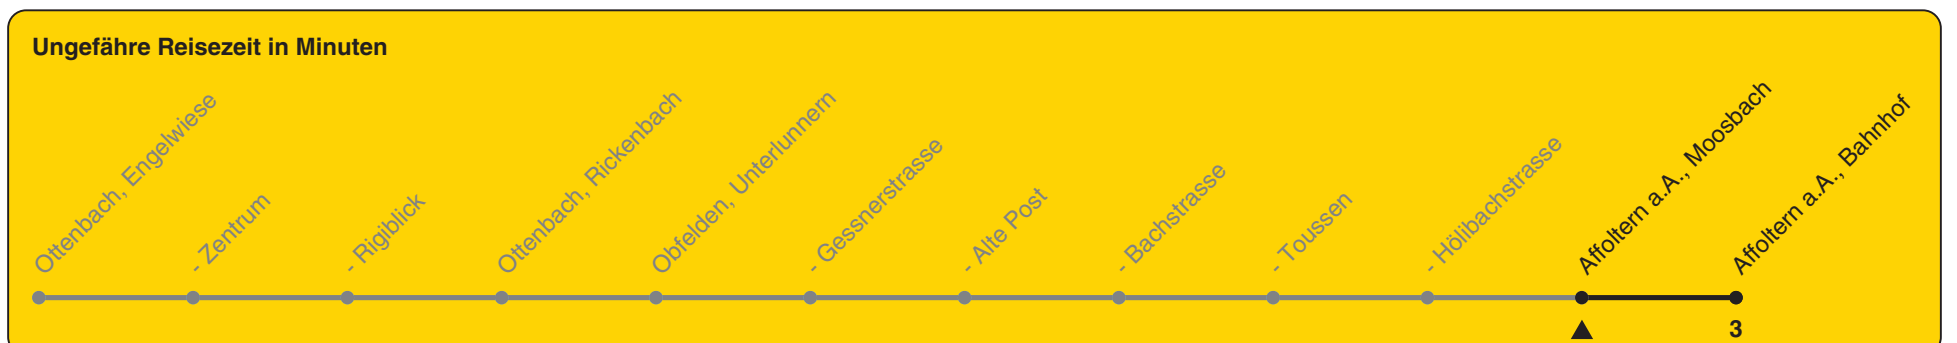 Ungefähre Reisezeit in Minuten
Ottenbach, Engelwiese
- Zentrum
- Rigiblick
Ottenbach, Rickenbach
Obfelden, Unterlunnern
- Gessnerstrasse
- Alte Post
- Bachstrasse
- Toussen
- Hölibachstrasse
Affoltern a.A., Moosbach
Affoltern a.A., Bahnhof
3